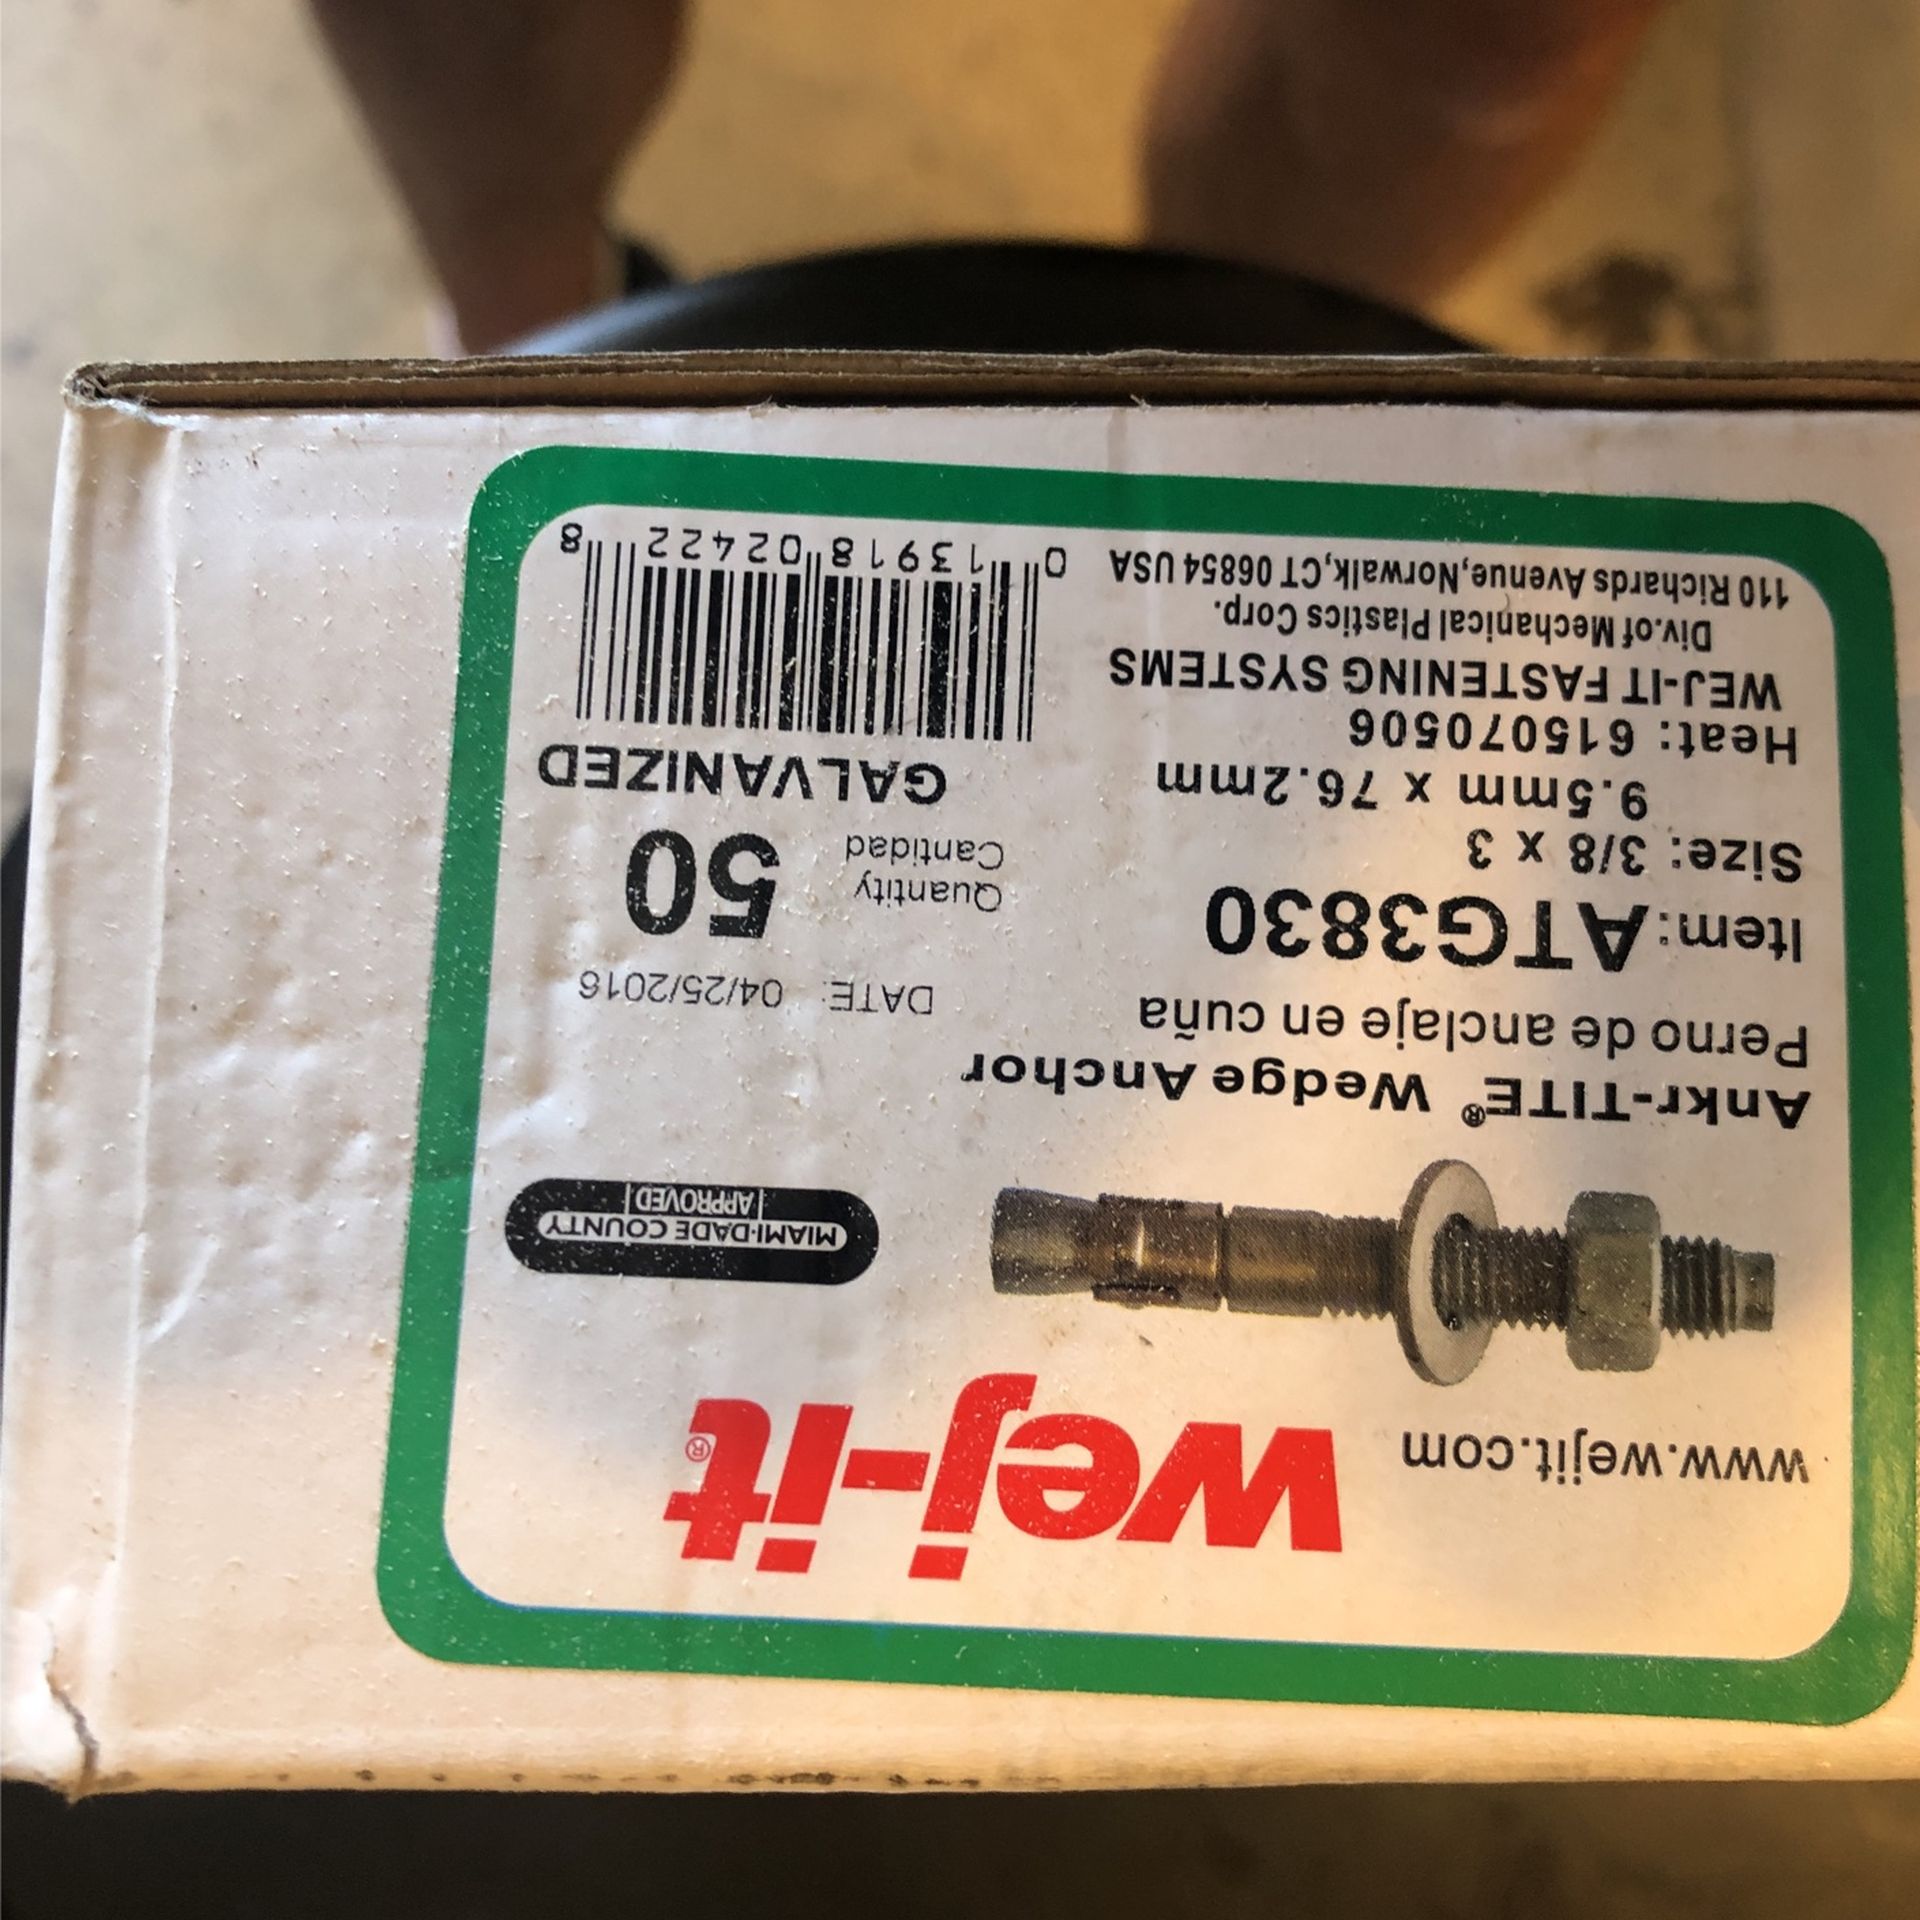 www.wejit.com
wej-it®
MIAMI-DADE COUNTY
APPROVED
Ankr-TITE® Wedge Anchor
Perno de anclaje en cuña
DATE: 04/25/2016
Item: ATG3830
Quantity
Cantidad
50
Size: 3/8 x 3
9.5mm x 76.2mm
GALVANIZED
Heat: 615070506
WEJ-IT FASTENING SYSTEMS
Div.of Mechanical Plastics Corp.
110 Richards Avenue,Norwalk,CT 06854 USA
0 13918 02422 8